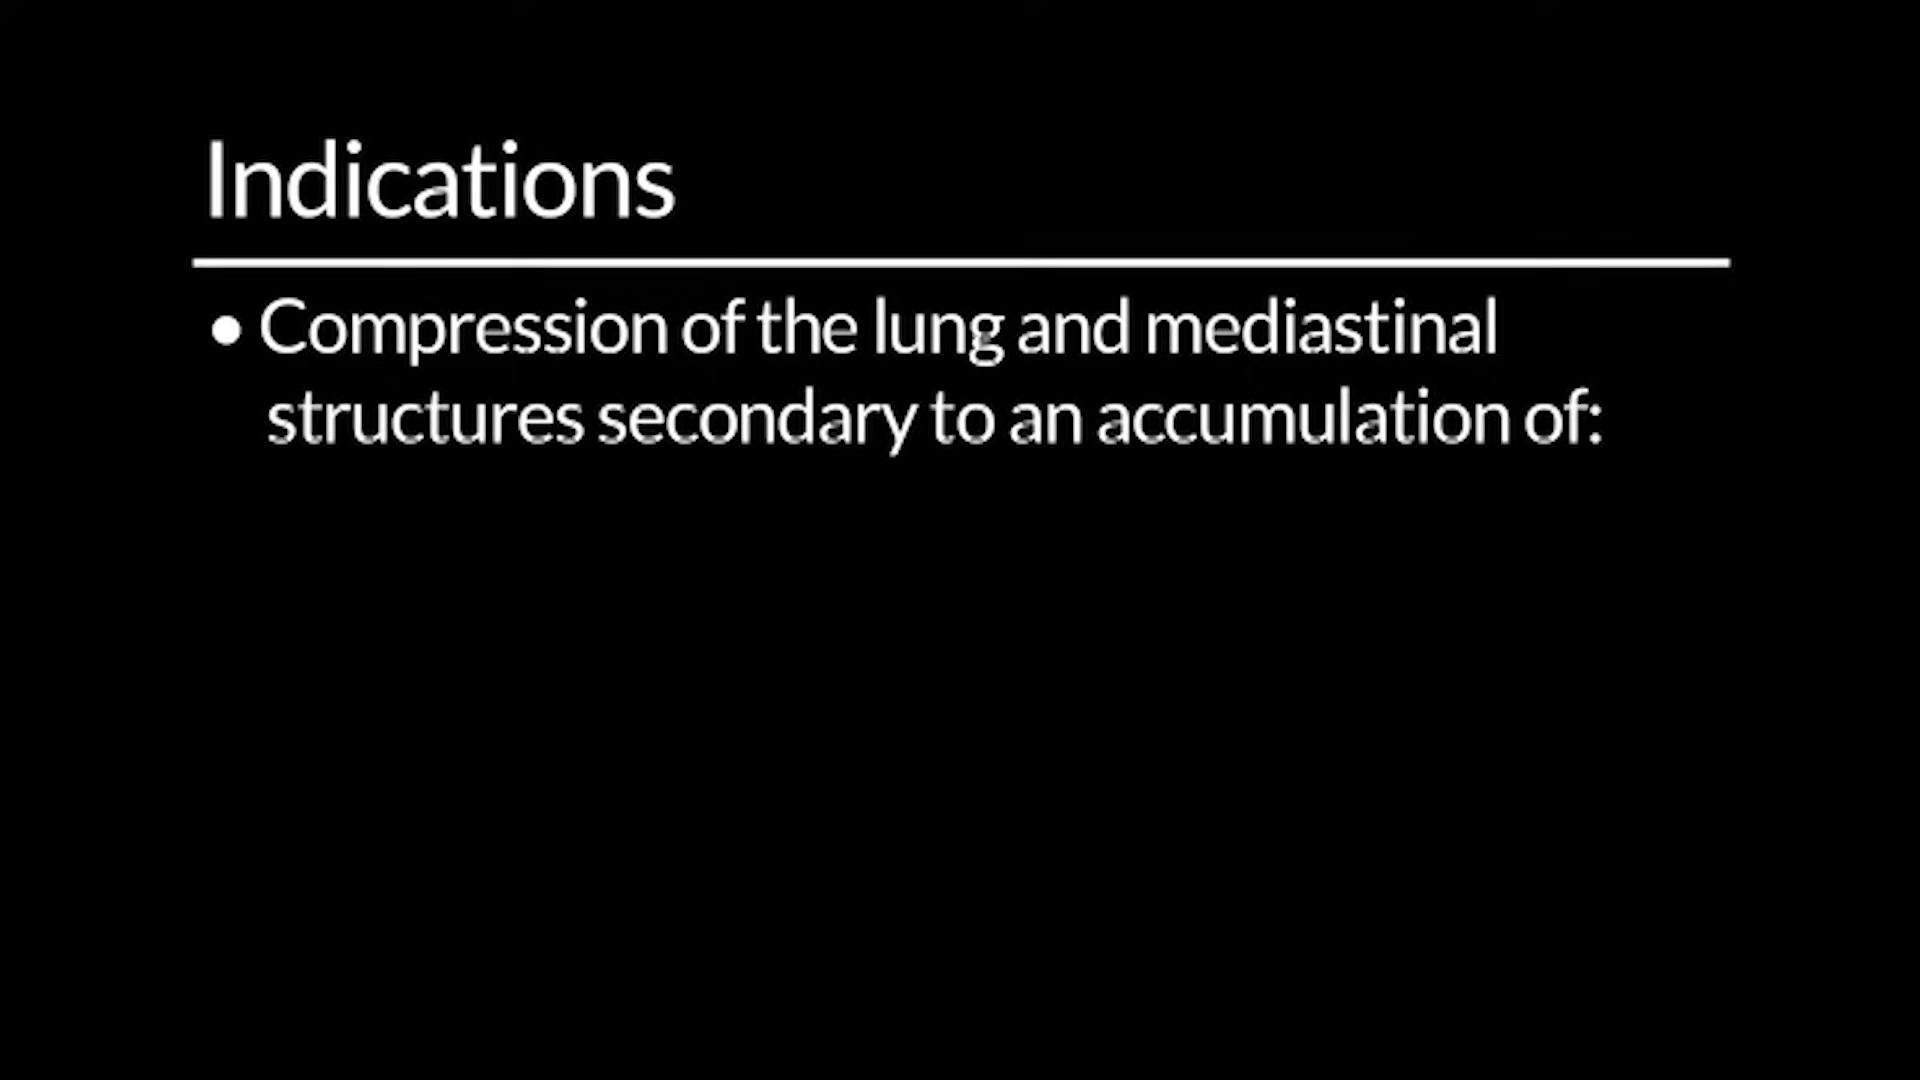 Indications
• Compression of the lung and mediastinal
structures secondary to an accumulation of: